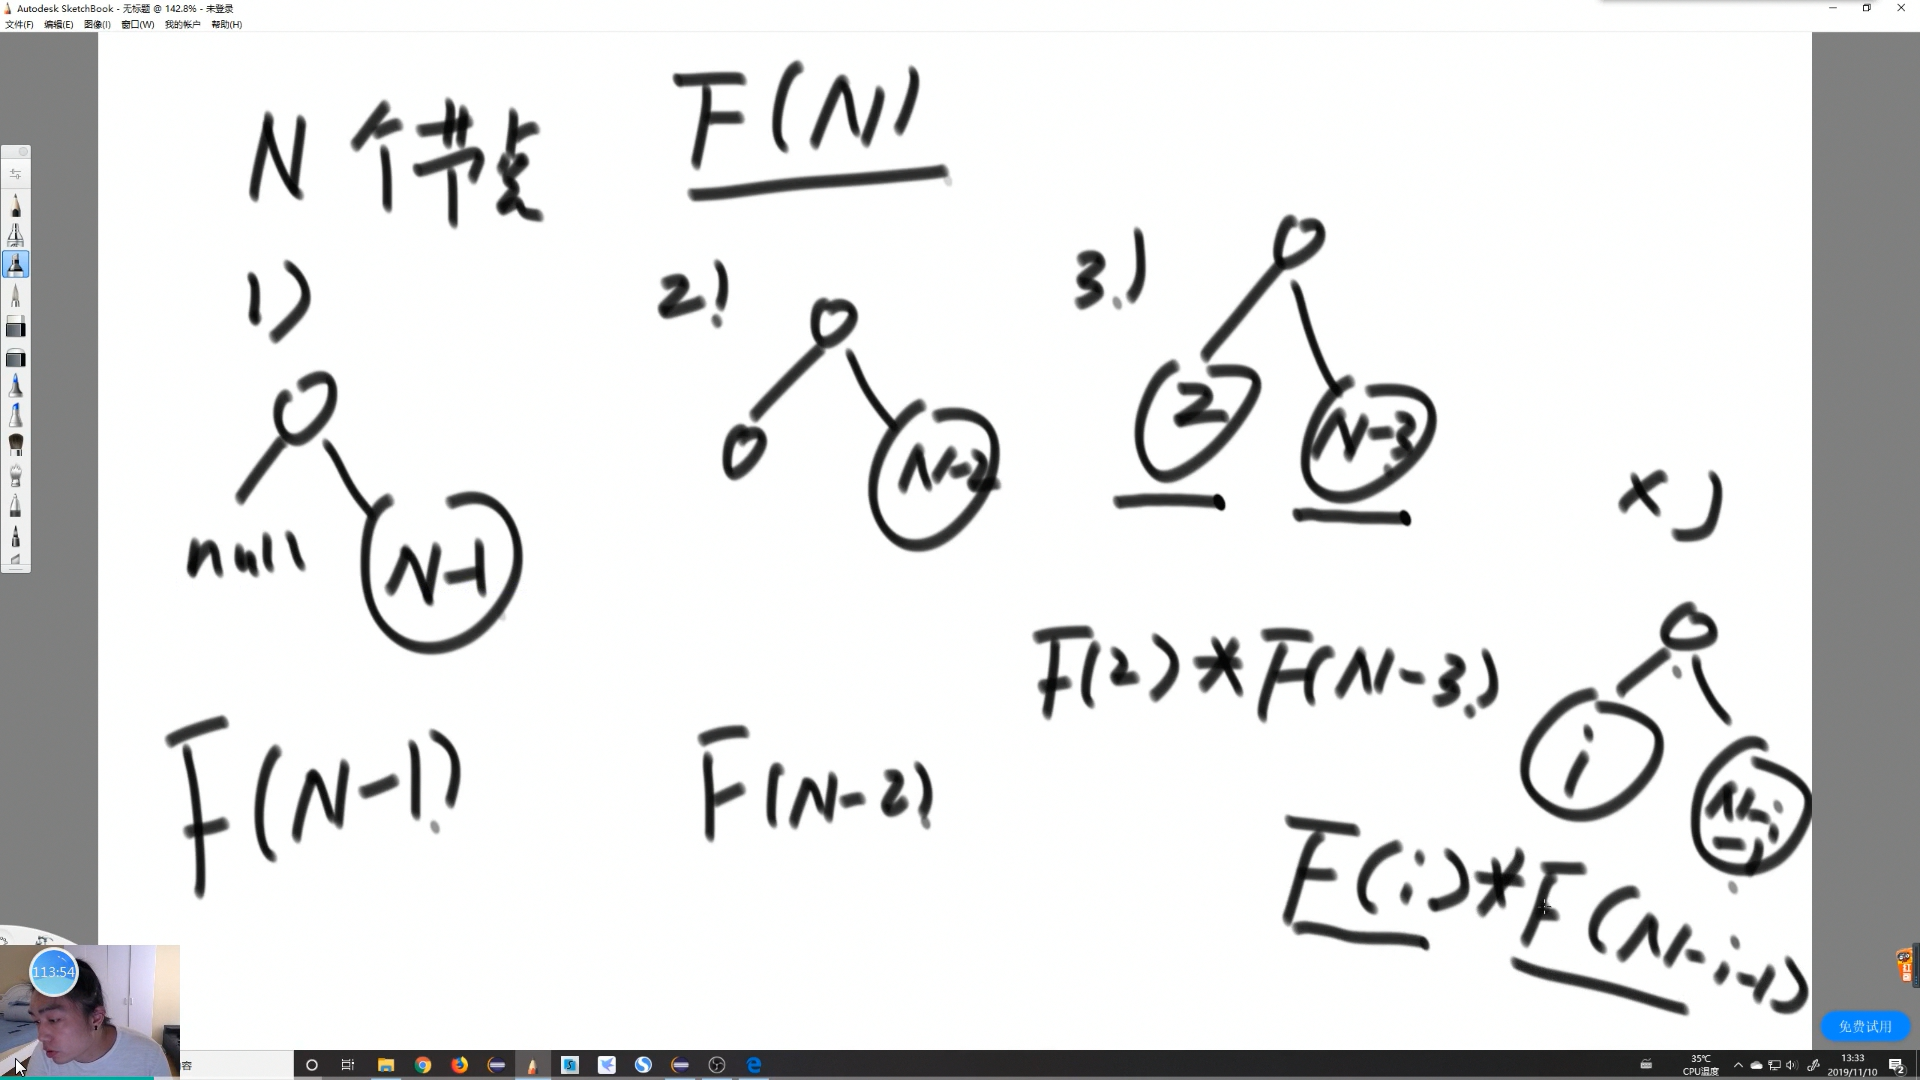 Autodesk SketchBook - 无标题 @ 142.8% - 未登录
文件(F) 编辑(E) 图像(I) 窗口(W) 我的帐户 帮助(H)
N 个节点 F(N)
1) 2) 3)
2 N-3
null N-1
N-2
x)
F(2)*F(N-3)
i N-i-1
F(N-1) F(N-2)
F(i)*F(N-i-1)
113:54
免费试用
容
35℃
CPU温度
13:33
2019/11/10
2